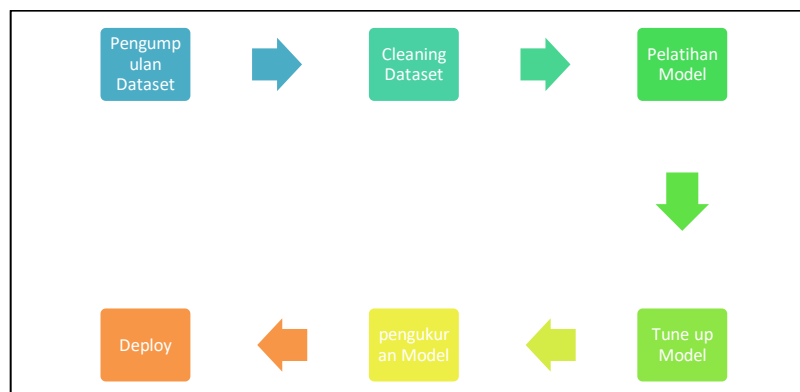 Pengump
ulan
Dataset
Cleaning
Dataset
Pelatihan
Model
Tune up
Model
pengukur
an Model
Deploy